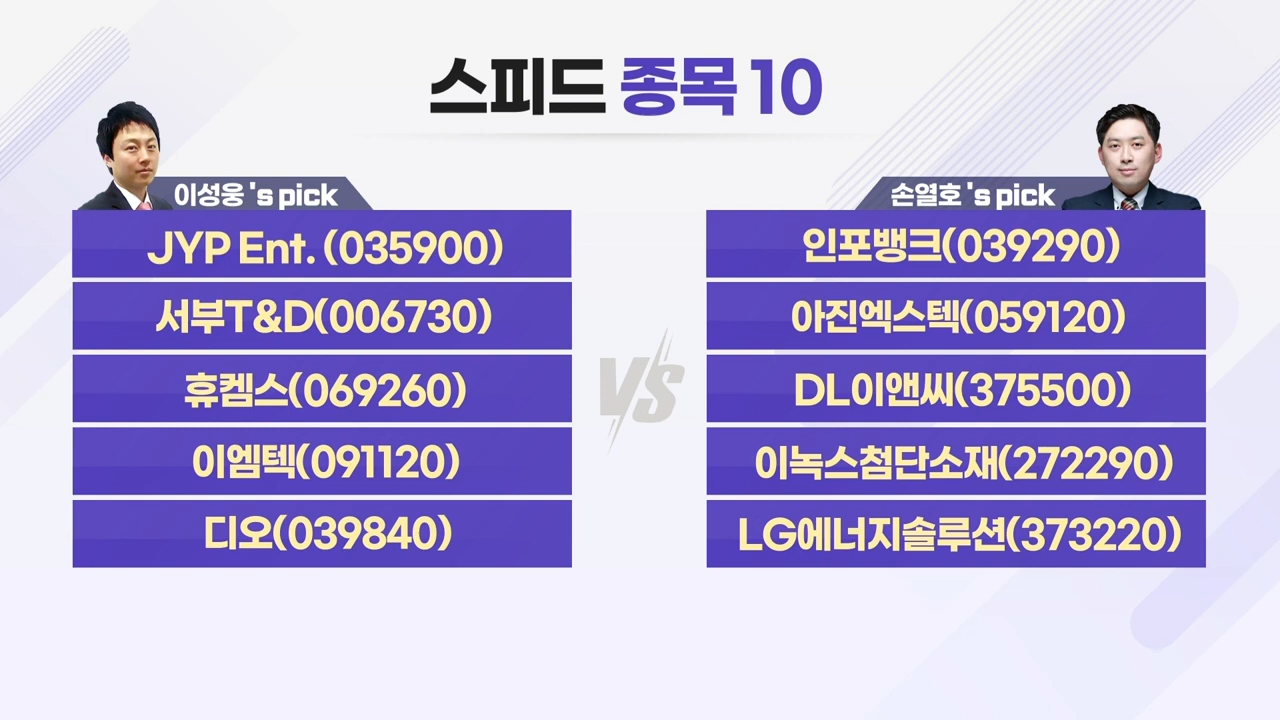 스피드 종목 10
이성웅 's pick
JYP Ent. (035900)
서부T&D(006730)
휴켐스(069260)
이엠텍(091120)
디오(039840)
VS
손열호 's pick
인포뱅크(039290)
아진엑스텍(059120)
DL이앤씨(375500)
이녹스첨단소재(272290)
LG에너지솔루션(373220)